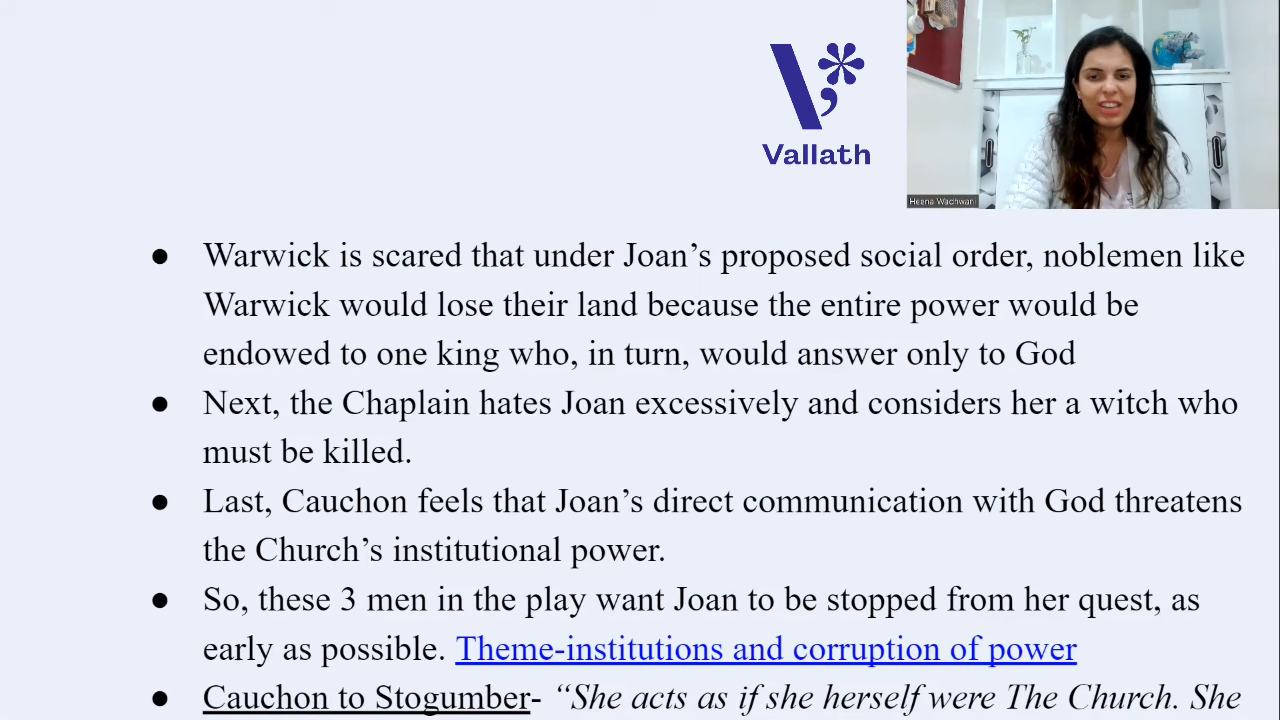 Vallath
Heena Wachwani
● Warwick is scared that under Joan’s proposed social order, noblemen like
Warwick would lose their land because the entire power would be
endowed to one king who, in turn, would answer only to God
● Next, the Chaplain hates Joan excessively and considers her a witch who
must be killed.
● Last, Cauchon feels that Joan’s direct communication with God threatens
the Church’s institutional power.
● So, these 3 men in the play want Joan to be stopped from her quest, as
early as possible. Theme-institutions and corruption of power
● Cauchon to Stogumber- “She acts as if she herself were The Church. She